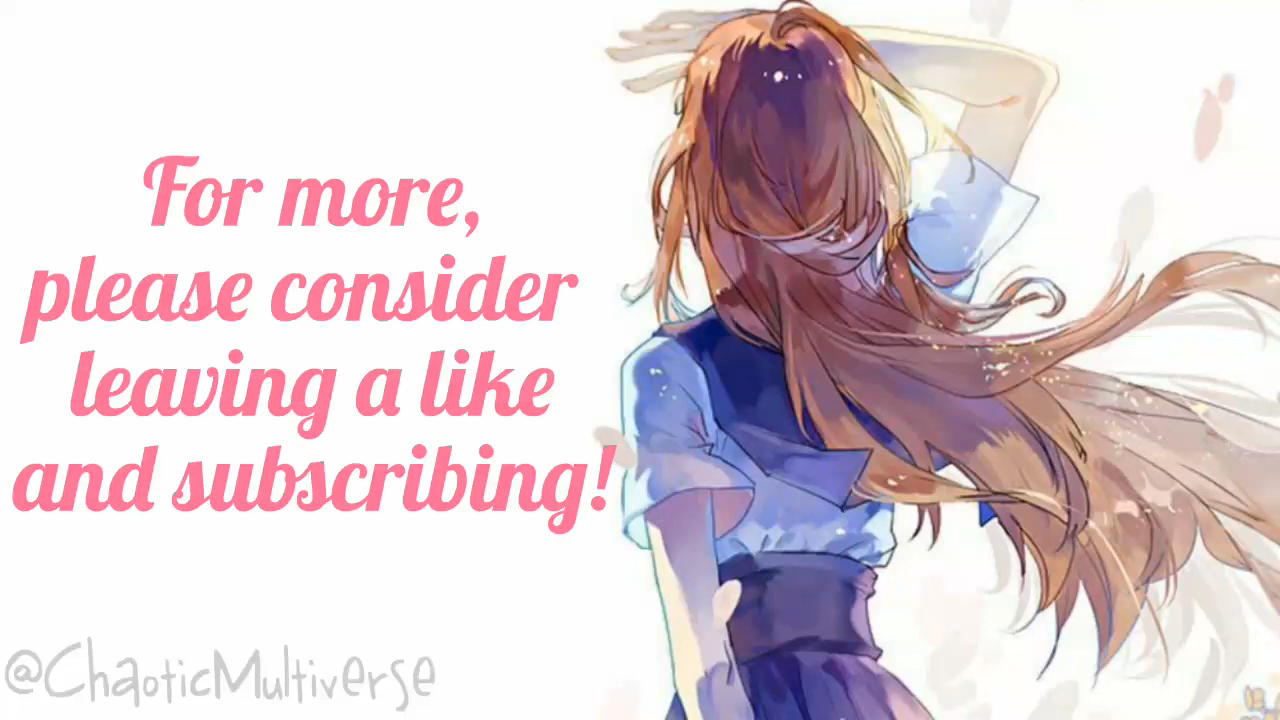 For more,
please consider
leaving a like
and subscribing!
@ChaoticMultiverse